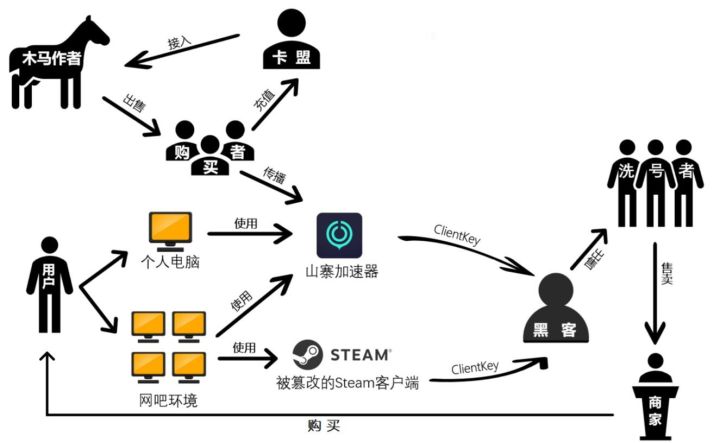 木马作者
接入
卡盟
出售
充值
购买者
传播
洗号者
使用
个人电脑
山寨加速器
ClientKey
用户
使用
售卖
黑客
使用
STEAM®
被篡改的Steam客户端
ClientKey
网吧环境
商家
购买